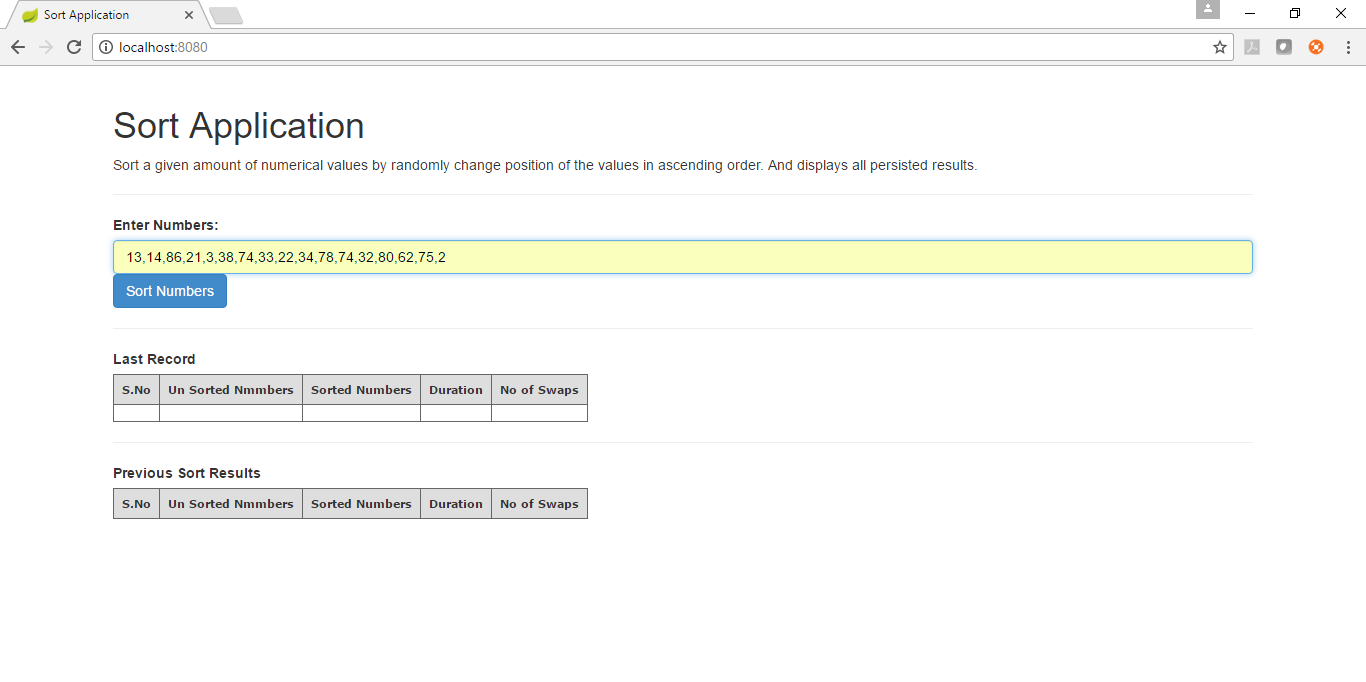 Sort Application
localhost:8080
Sort Application
Sort a given amount of numerical values by randomly change position of the values in ascending order. And displays all persisted results.
Enter Numbers:
13,14,86,21,3,38,74,33,22,34,78,74,32,80,62,75,2
Sort Numbers
Last Record
S.No Un Sorted Nmmbers Sorted Numbers Duration No of Swaps
Previous Sort Results
S.No Un Sorted Nmmbers Sorted Numbers Duration No of Swaps